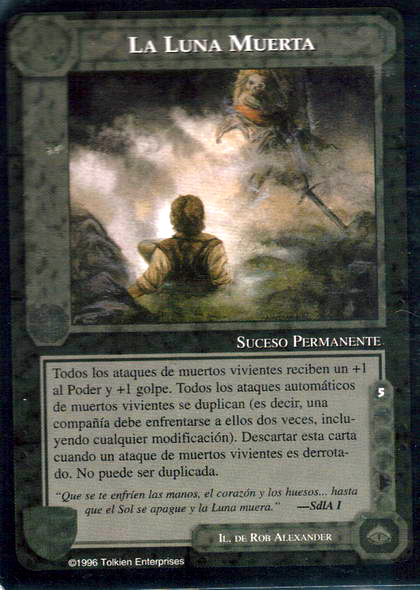 La Luna Muerta
Suceso Permanente
Todos los ataques de muertos vivientes reciben un +1
al Poder y +1 golpe. Todos los ataques automáticos
de muertos vivientes se duplican (es decir, una
compañía debe enfrentarse a ellos dos veces, inclu-
yendo cualquier modificación). Descartar esta carta
cuando un ataque de muertos vivientes es derrota-
do. No puede ser duplicada.
5
"Que se te enfríen las manos, el corazón y los huesos... hasta
que el Sol se apague y la Luna muera." —SdlA I
Il. de Rob Alexander
©1996 Tolkien Enterprises